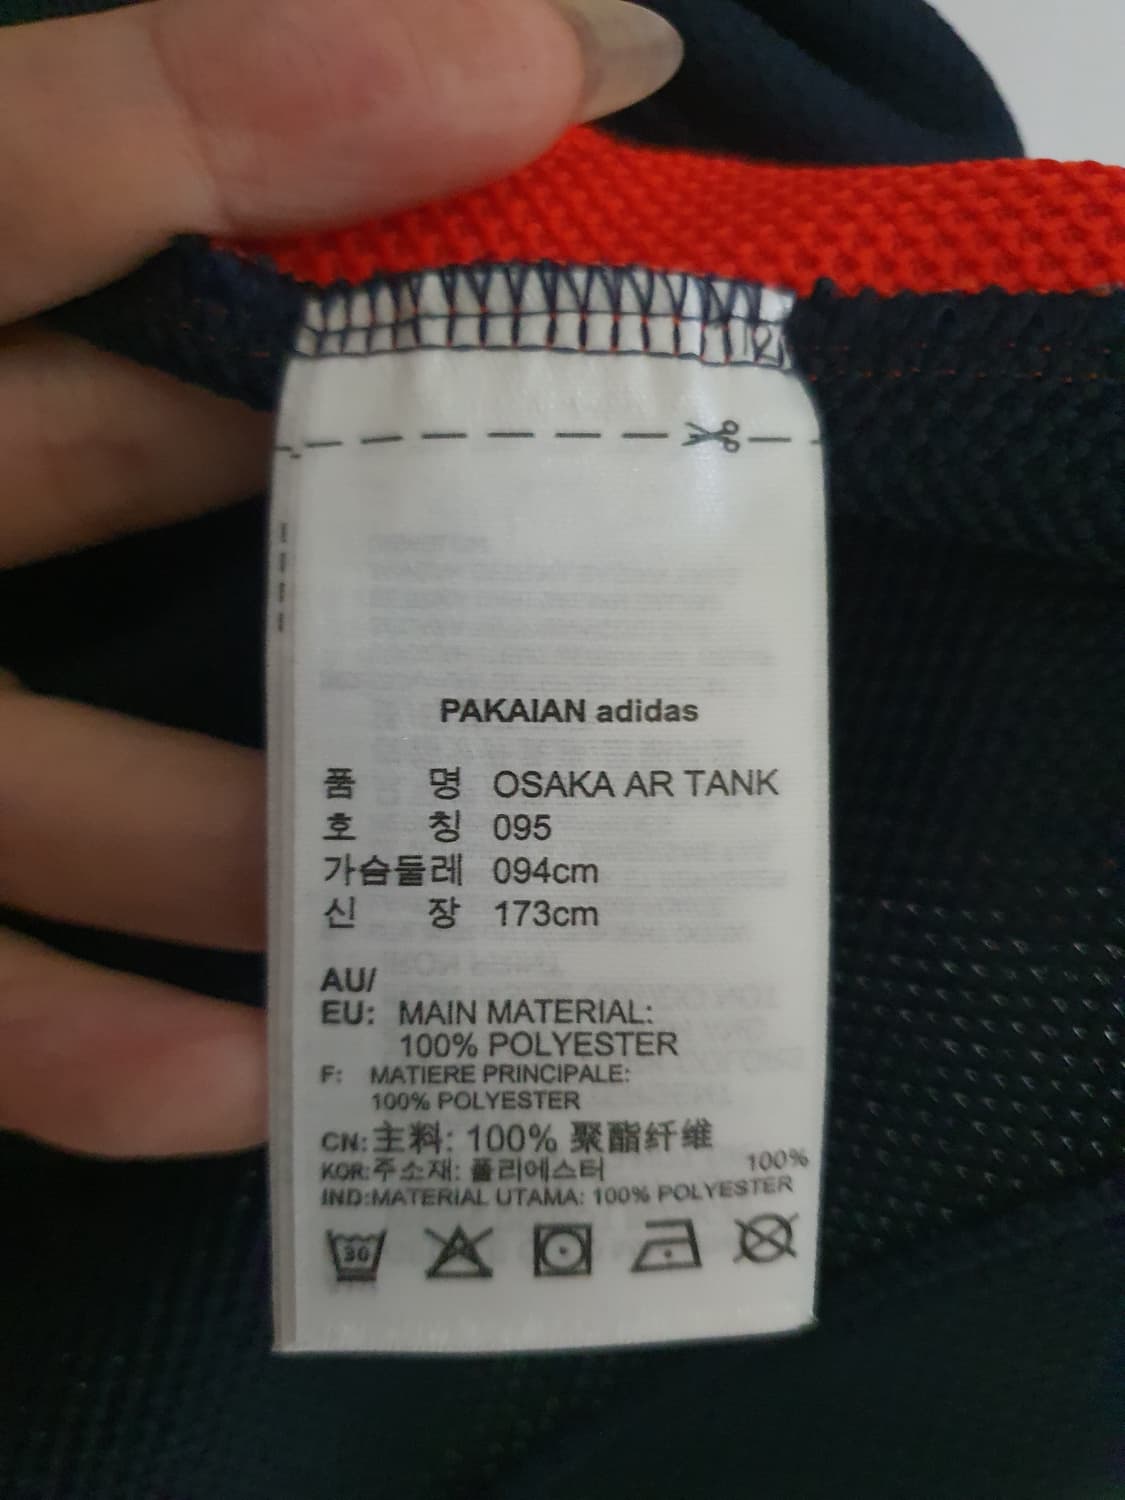 12
PAKAIAN adidas
품 명 OSAKA AR TANK
호 칭 095
가슴둘레 094cm
신 장 173cm
AU/
EU: MAIN MATERIAL:
100% POLYESTER
F: MATIERE PRINCIPALE:
100% POLYESTER
CN: 主料: 100% 聚酯纤维
KOR:주소재: 폴리에스터 100%
IND:MATERIAL UTAMA: 100% POLYESTER
30